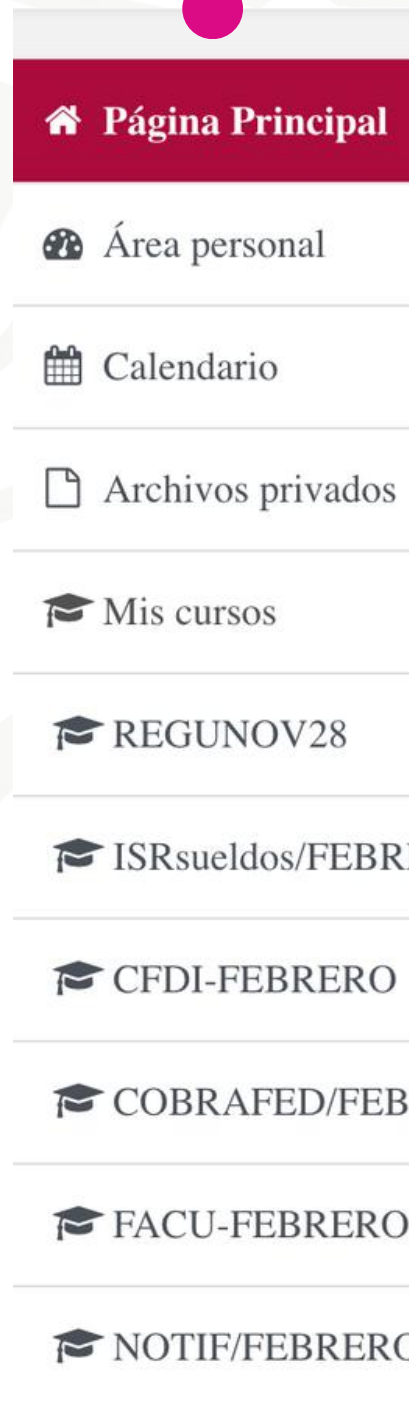 Página Principal
Área personal
Calendario
Archivos privados
Mis cursos
REGUNOV28
ISRsueldos/FEBR
CFDI-FEBRERO
COBRAFED/FEB
FACU-FEBRERO
NOTIF/FEBRERO